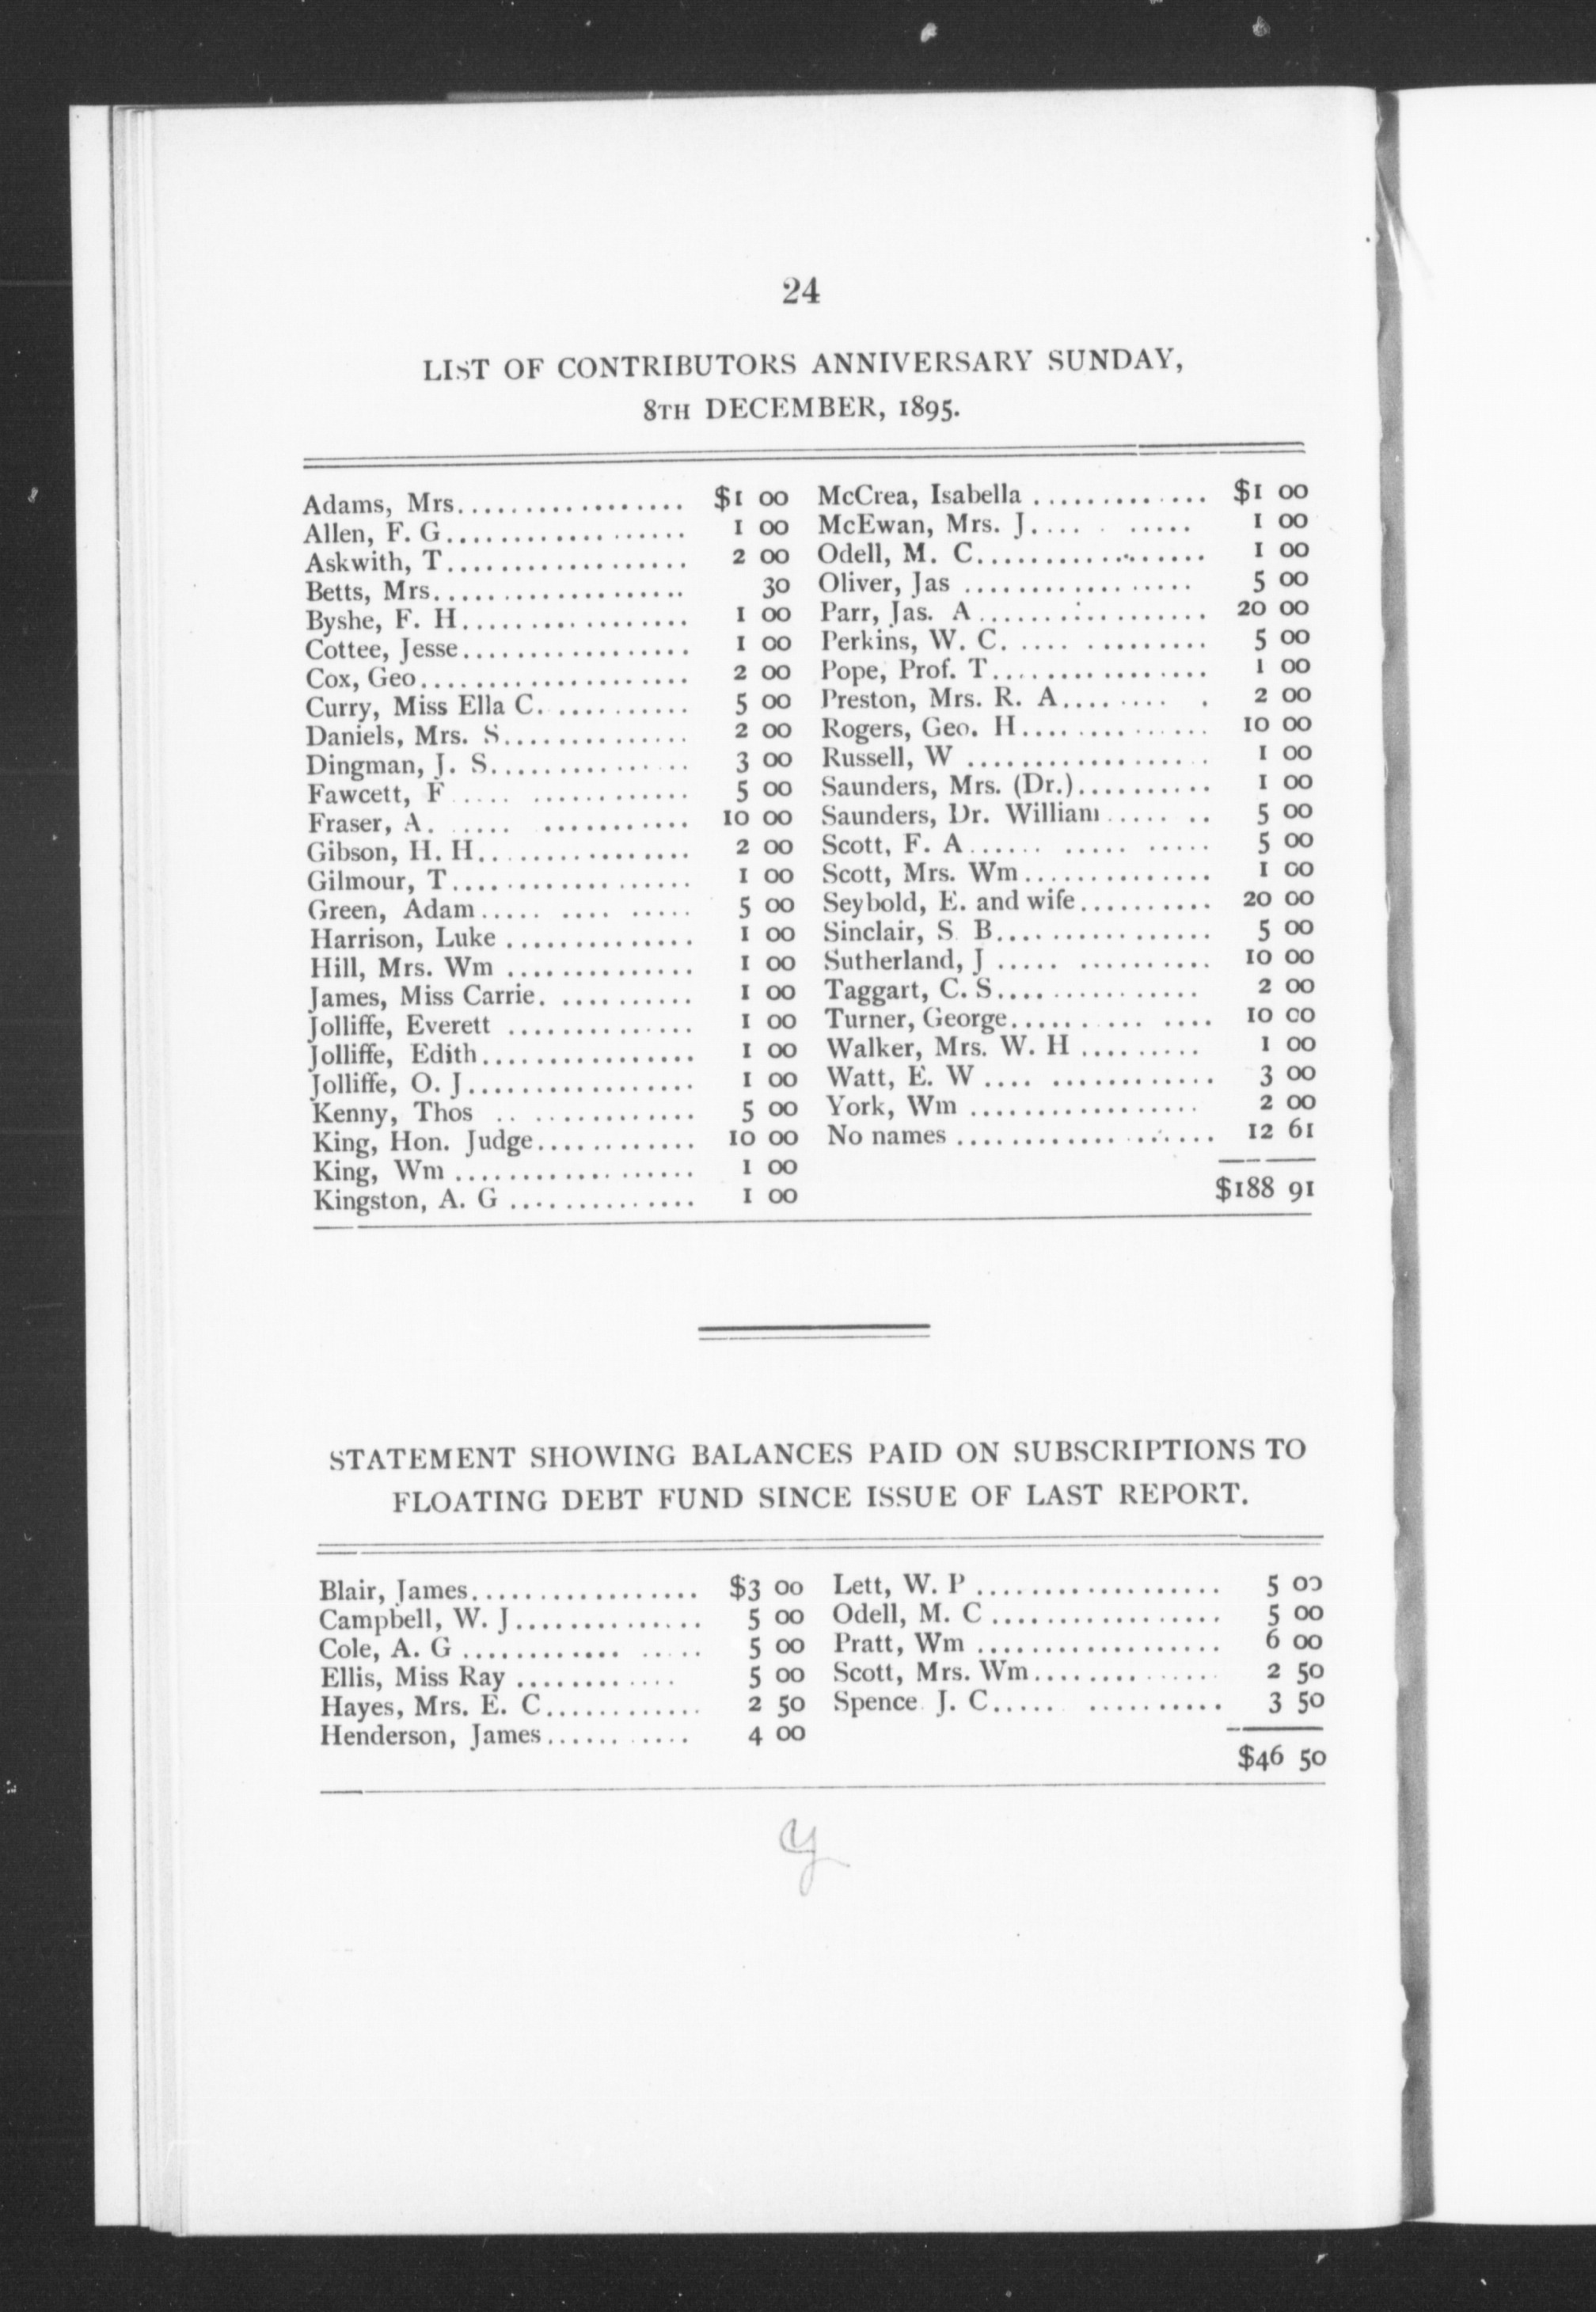 24
LIST OF CONTRIBUTORS ANNIVERSARY SUNDAY,
8TH DECEMBER, 1895.
Adams, Mrs................. $1 00
Allen, F. G.................. 1 00
Askwith, T.................. 2 00
Betts, Mrs................... 30
Byshe, F. H................. 1 00
Cottee, Jesse................. 1 00
Cox, Geo.................... 2 00
Curry, Miss Ella C. .......... 5 00
Daniels, Mrs. S.............. 2 00
Dingman, J. S............... 3 00
Fawcett, F ..... ............ 5 00
Fraser, A. ..... ........... 10 00
Gibson, H. H................ 2 00
Gilmour, T.................. 1 00
Green, Adam..... .... ..... 5 00
Harrison, Luke .............. 1 00
Hill, Mrs. Wm .............. 1 00
James, Miss Carrie. .......... 1 00
Jolliffe, Everett .............. 1 00
Jolliffe, Edith................ 1 00
Jolliffe, O. J................. 1 00
Kenny, Thos .. ............ 5 00
King, Hon. Judge............ 10 00
King, Wm .................. 1 00
Kingston, A. G .............. 1 00
McCrea, Isabella ............. $1 00
McEwan, Mrs. J.... . ..... 1 00
Odell, M. C................. 1 00
Oliver, Jas ................. 5 00
Parr, Jas. A................. 20 00
Perkins, W. C. .... ......... 5 00
Pope, Prof. T................ 1 00
Preston, Mrs. R. A........ . 2 00
Rogers, Geo. H.............. 10 00
Russell, W .................. 1 00
Saunders, Mrs. (Dr.).......... 1 00
Saunders, Dr. William..... .. 5 00
Scott, F. A...... ..... ..... 5 00
Scott, Mrs. Wm.............. 1 00
Seybold, E. and wife.......... 20 00
Sinclair, S B................ 5 00
Sutherland, J ..... .......... 10 00
Taggart, C. S............... 2 00
Turner, George.......... .... 10 00
Walker, Mrs. W. H ......... 1 00
Watt, E. W .... ............ 3 00
York, Wm ................. 2 00
No names ................... 12 61
$188 91
STATEMENT SHOWING BALANCES PAID ON SUBSCRIPTIONS TO
FLOATING DEBT FUND SINCE ISSUE OF LAST REPORT.
Blair, James................. $3 00
Campbell, W. J.............. 5 00
Cole, A. G ............ ..... 5 00
Ellis, Miss Ray ............ 5 00
Hayes, Mrs. E. C............ 2 50
Henderson, James........... 4 00
Lett, W. P .................. 5 00
Odell, M. C ................. 5 00
Pratt, Wm .................. 6 00
Scott, Mrs. Wm.............. 2 50
Spence. J. C..... .......... 3 50
$46 50